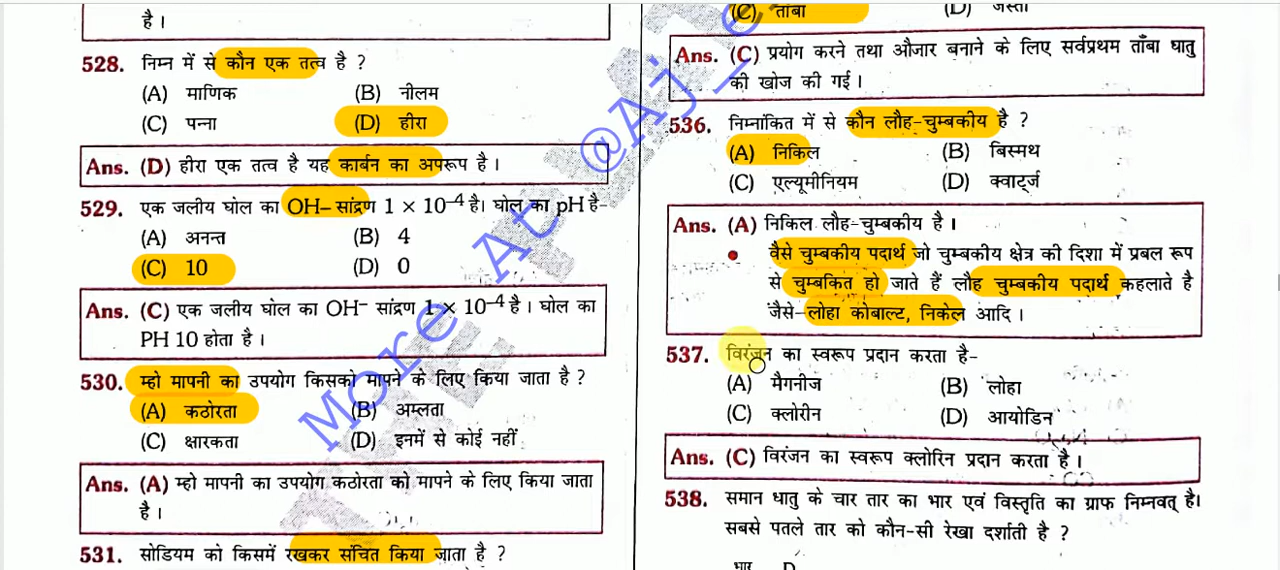 है।
528. निम्न में से कौन एक तत्व है ?
(A) माणिक (B) नीलम
(C) पन्ना (D) हीरा
Ans. (D) हीरा एक तत्व है यह कार्बन का अपरूप है।
529. एक जलीय घोल का OH– सांद्रण 1 × 10⁻⁴ है। घोल का pH है–
(A) अनन्त (B) 4
(C) 10 (D) 0
Ans. (C) एक जलीय घोल का OH⁻ सांद्रण 1 × 10⁻⁴ है। घोल का
PH 10 होता है।
530. म्हो मापनी का उपयोग किसको मापने के लिए किया जाता है ?
(A) कठोरता (B) अम्लता
(C) क्षारकता (D) इनमें से कोई नहीं
Ans. (A) म्हो मापनी का उपयोग कठोरता को मापने के लिए किया जाता
है।
531. सोडियम को किसमें रखकर संचित किया जाता है ?
(C) तांबा (D) जस्ता
Ans. (C) प्रयोग करने तथा औजार बनाने के लिए सर्वप्रथम ताँबा धातु
की खोज की गई।
536. निम्नांकित में से कौन लौह-चुम्बकीय है ?
(A) निकिल (B) बिस्मथ
(C) एल्यूमीनियम (D) क्वार्ट्ज
Ans. (A) निकिल लौह-चुम्बकीय है।
• वैसे चुम्बकीय पदार्थ जो चुम्बकीय क्षेत्र की दिशा में प्रबल रूप
से चुम्बकित हो जाते हैं लौह चुम्बकीय पदार्थ कहलाते है
जैसे–लोहा कोबाल्ट, निकेल आदि।
537. विरंजन का स्वरूप प्रदान करता है–
(A) मैगनीज (B) लोहा
(C) क्लोरीन (D) आयोडिन
Ans. (C) विरंजन का स्वरूप क्लोरिन प्रदान करता है।
538. समान धातु के चार तार का भार एवं विस्तृति का ग्राफ निम्नवत् है।
सबसे पतले तार को कौन-सी रेखा दर्शाती है ?
भार D
More At @Aj_